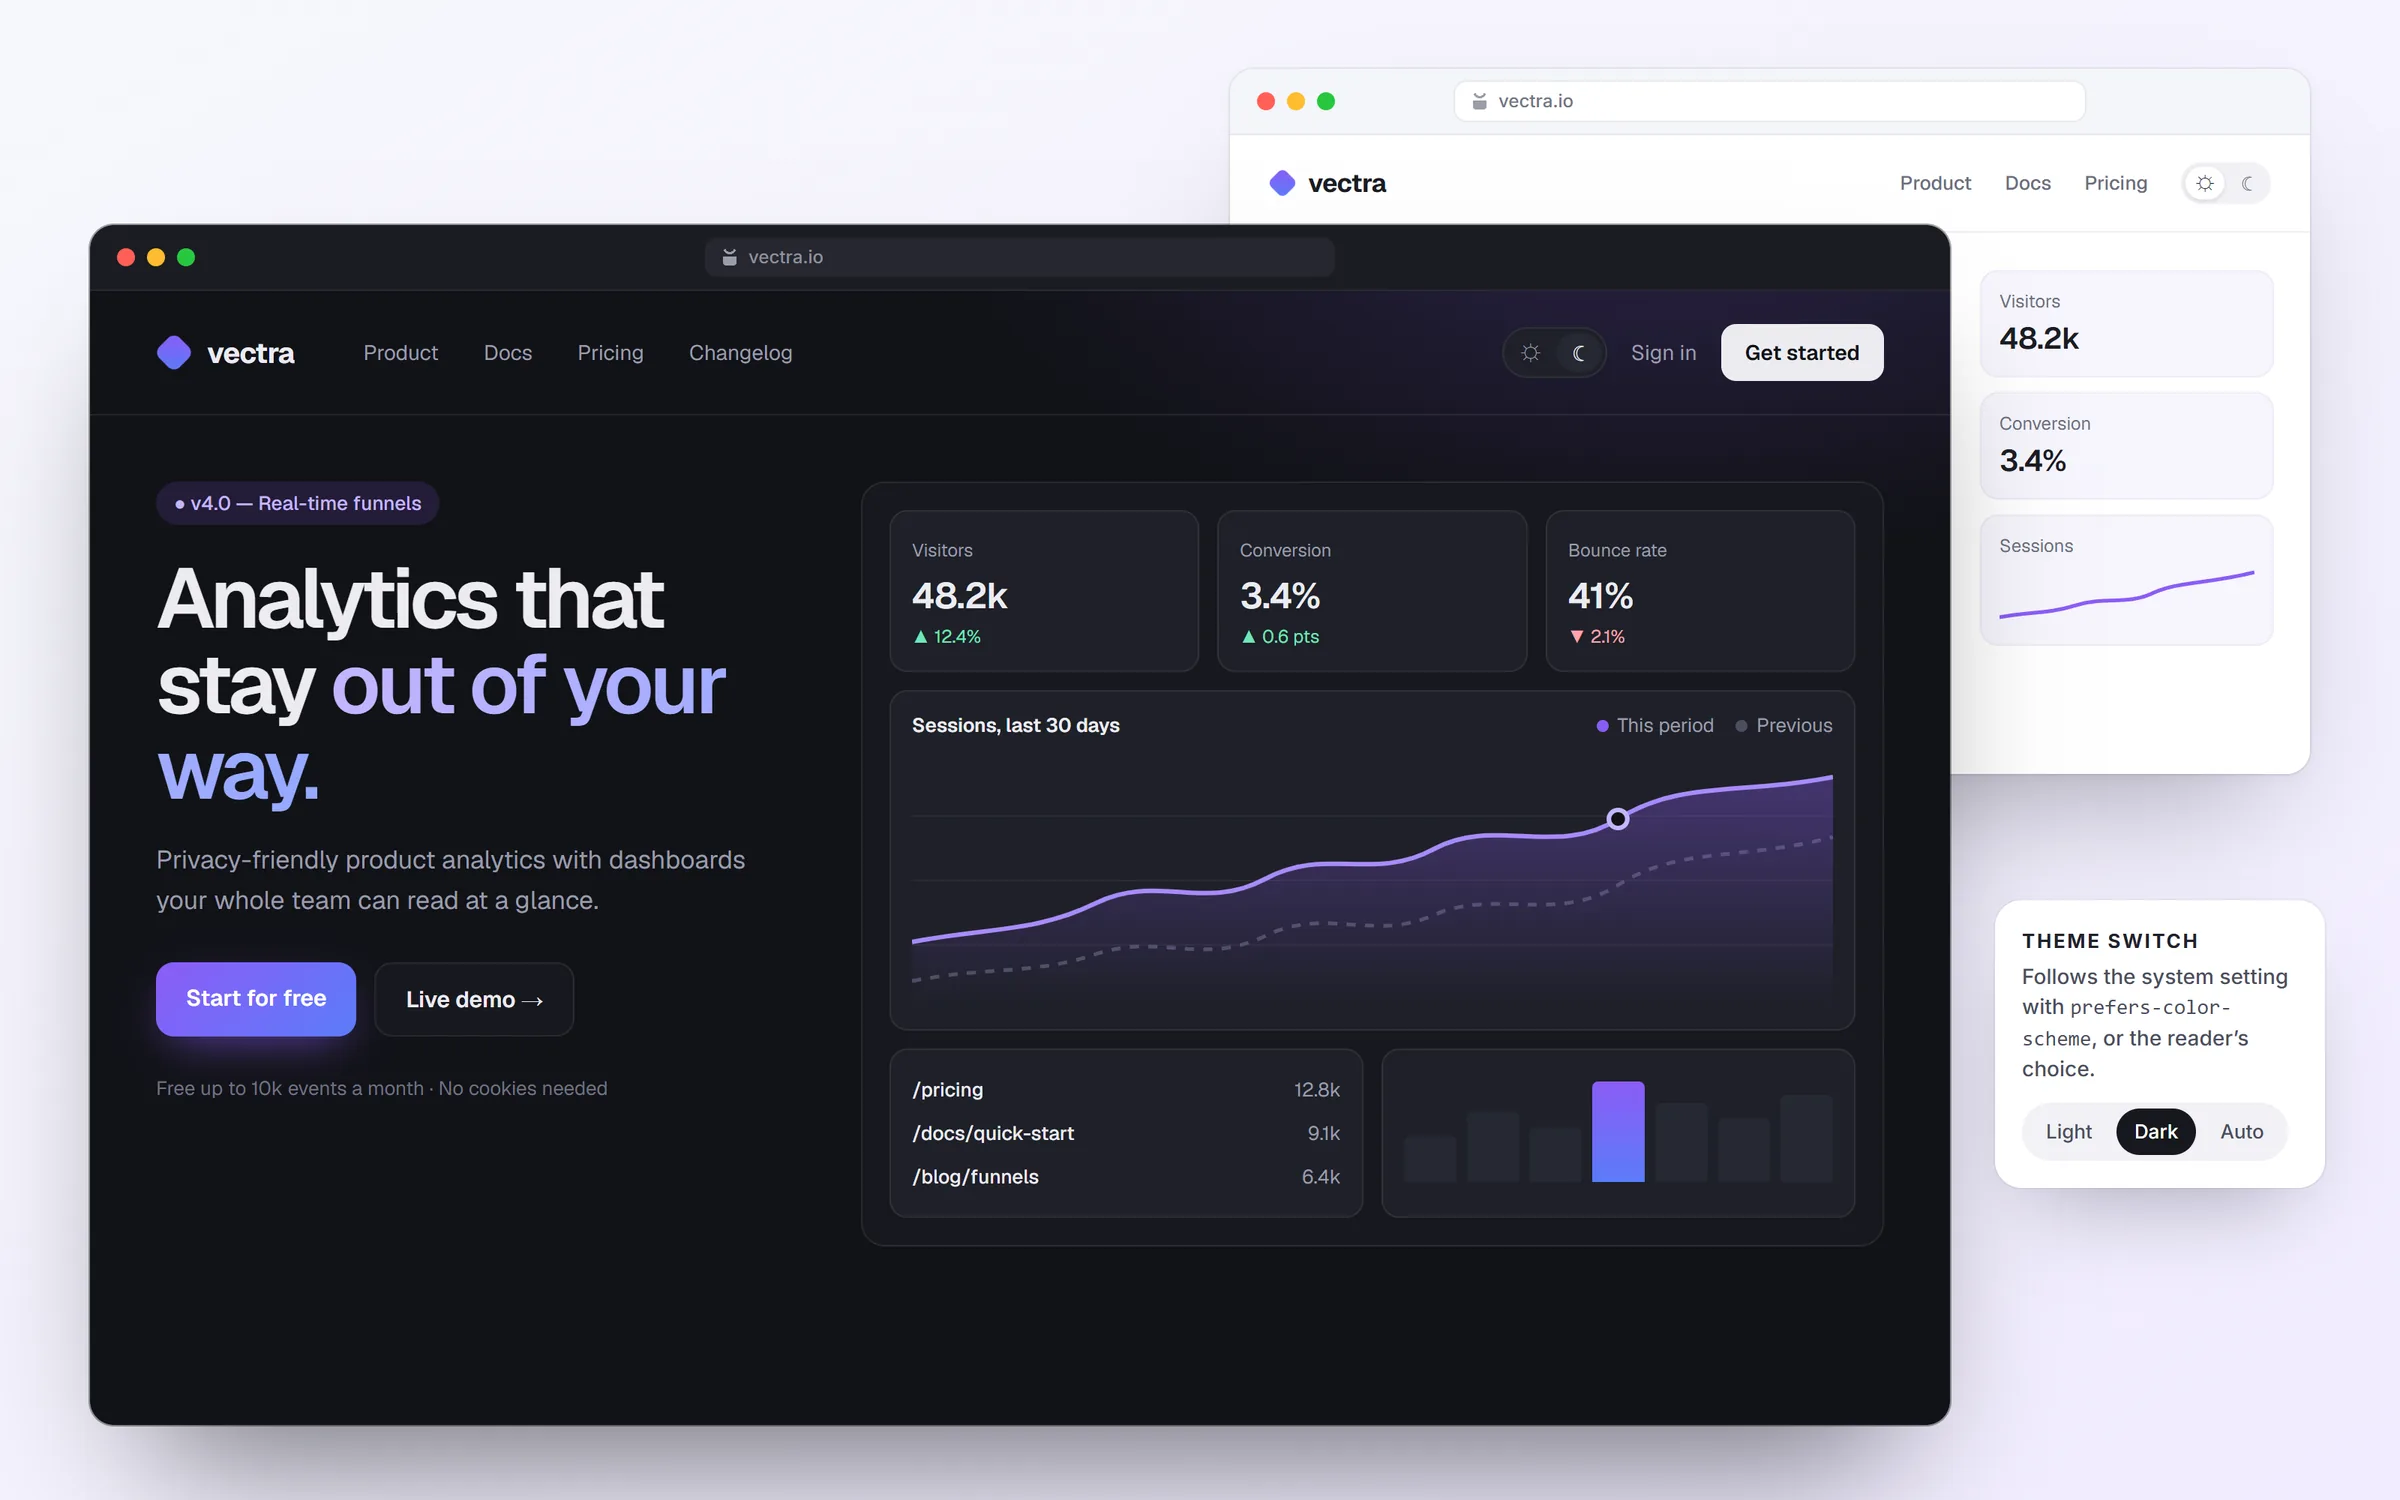 vectra.io
vectra
Product
Docs
Pricing
Visitors
48.2k
Conversion
3.4%
Sessions
vectra.io
vectra
Product
Docs
Pricing
Changelog
Sign in
Get started
v4.0 — Real-time funnels
Analytics that
stay out of your
way.
Privacy-friendly product analytics with dashboards
your whole team can read at a glance.
Start for free
Live demo →
Free up to 10k events a month · No cookies needed
Visitors
48.2k
▲ 12.4%
Conversion
3.4%
▲ 0.6 pts
Bounce rate
41%
▼ 2.1%
Sessions, last 30 days
This period
Previous
/pricing 12.8k
/docs/quick-start 9.1k
/blog/funnels 6.4k
THEME SWITCH
Follows the system setting
with prefers-color-
scheme, or the reader’s
choice.
Light
Dark
Auto